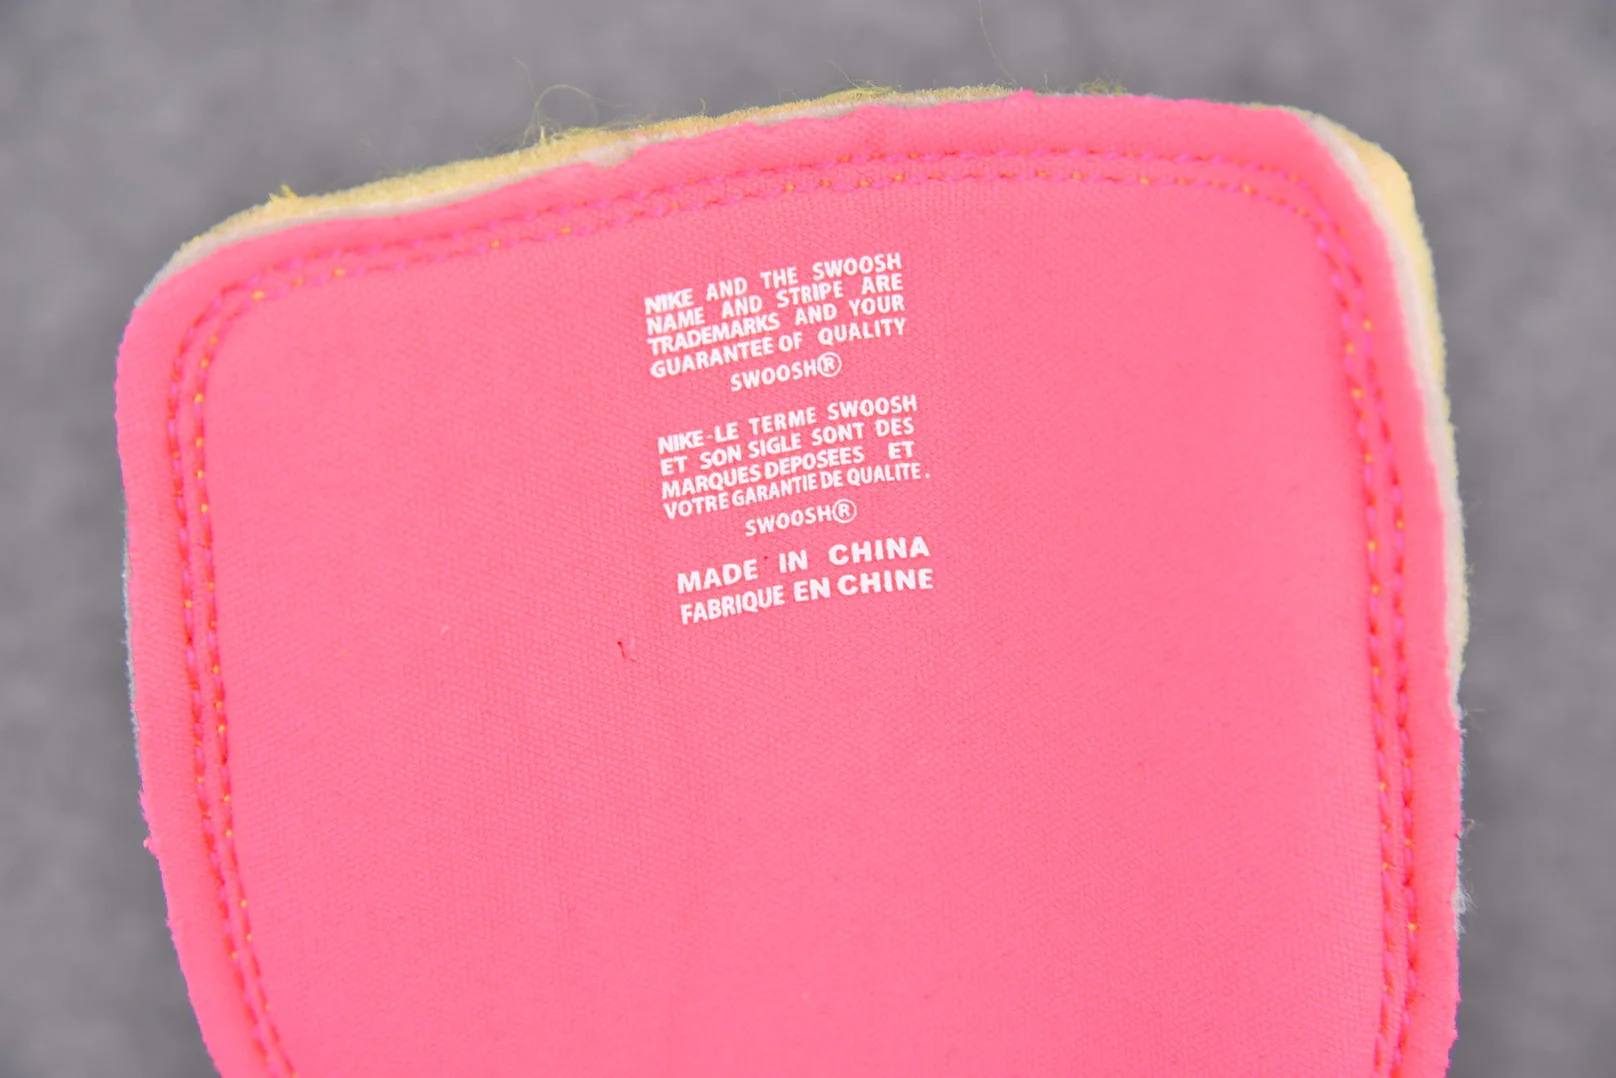 NIKE AND THE SWOOSH
NAME AND STRIPE ARE
TRADEMARKS AND YOUR
GUARANTEE OF QUALITY
SWOOSH®
NIKE-LE TERME SWOOSH
ET SON SIGLE SONT DES
MARQUES DEPOSEES ET
VOTRE GARANTIE DE QUALITE.
SWOOSH®
MADE IN CHINA
FABRIQUE EN CHINE